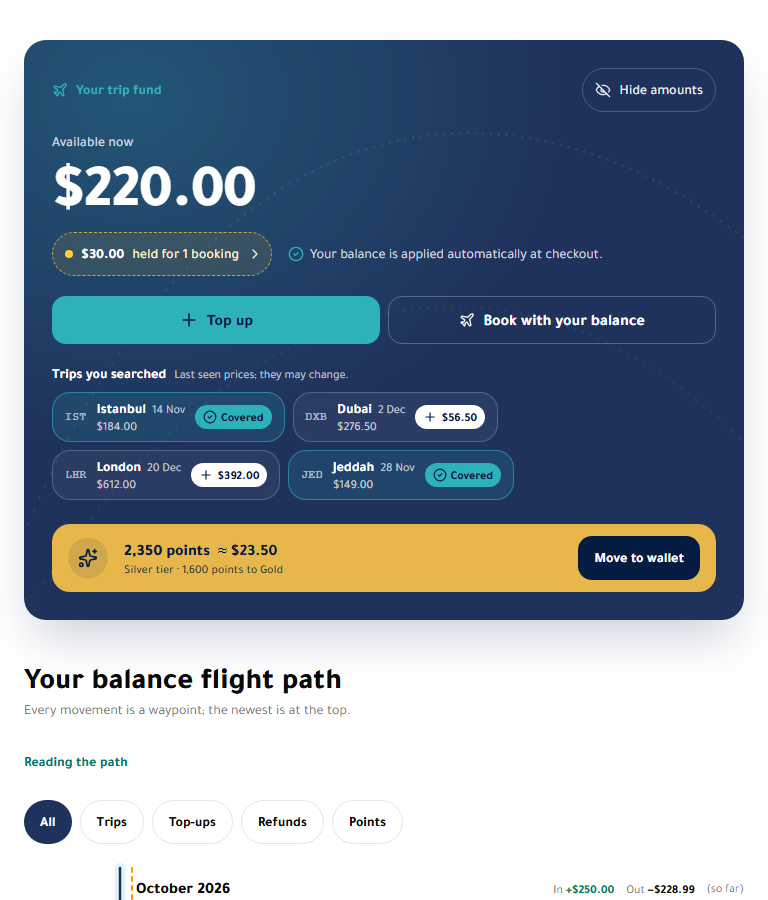 Your trip fund
Hide amounts
Available now
$220.00
$30.00 held for 1 booking
Your balance is applied automatically at checkout.
Top up
Book with your balance
Trips you searched Last seen prices; they may change.
IST Istanbul 14 Nov $184.00 Covered
DXB Dubai 2 Dec $276.50 + $56.50
LHR London 20 Dec $612.00 + $392.00
JED Jeddah 28 Nov $149.00 Covered
2,350 points ≈ $23.50
Silver tier · 1,600 points to Gold
Move to wallet
Your balance flight path
Every movement is a waypoint; the newest is at the top.
Reading the path
All Trips Top-ups Refunds Points
October 2026 In +$250.00 Out −$228.99 (so far)